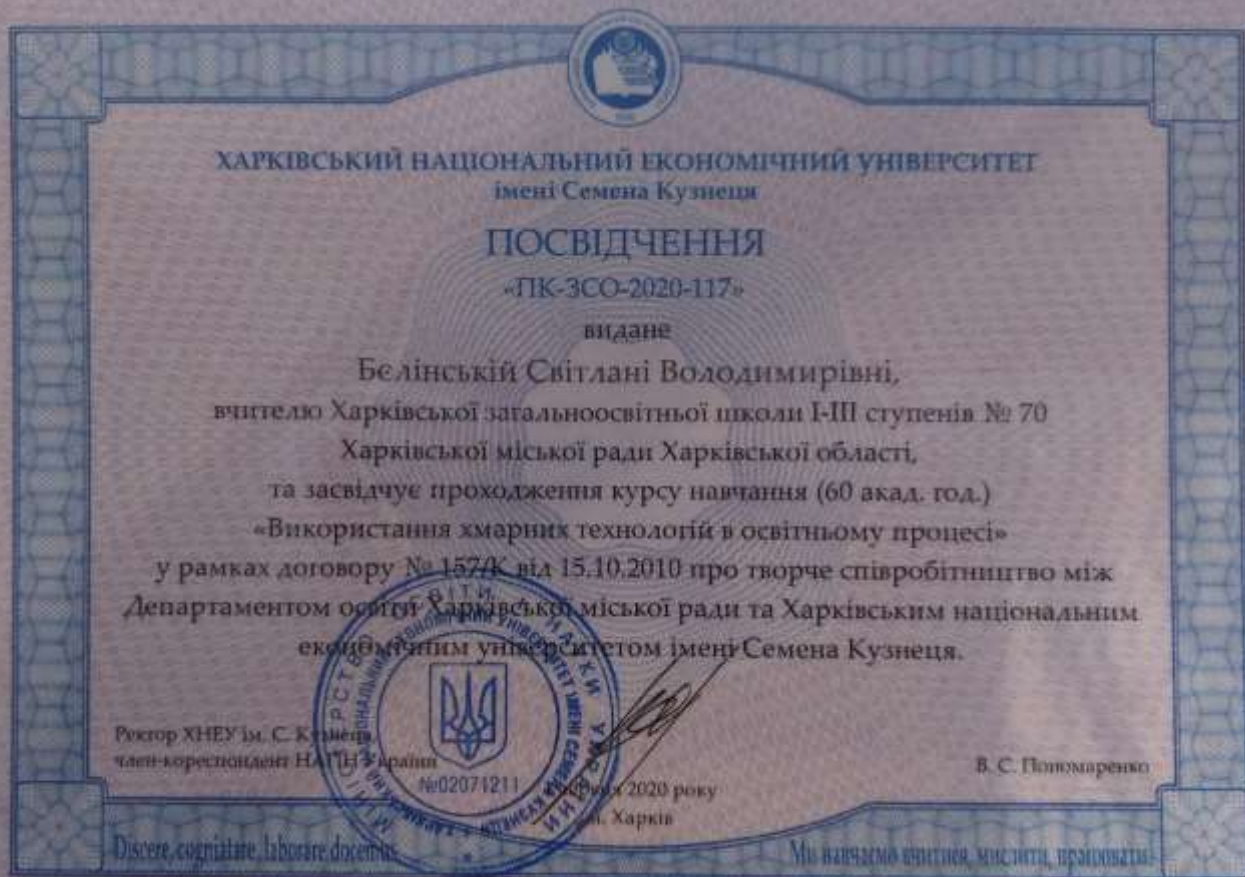 ХАРКІВСЬКИЙ НАЦІОНАЛЬНИЙ ЕКОНОМІЧНИЙ УНІВЕРСИТЕТ
імені Семена Кузнеця
ПОСВІДЧЕННЯ
«ПК-ЗСО-2020-117»
видане
Бєлінській Світлані Володимирівні,
вчителю Харківської загальноосвітньої школи І-ІІІ ступенів № 70
Харківської міської ради Харківської області,
та засвідчує проходження курсу навчання (60 акад. год.)
«Використання хмарних технологій в освітньому процесі»
у рамках договору № 157/К від 15.10.2010 про творче співробітництво між
Департаментом освіти Харківської міської ради та Харківським національним
економічним університетом імені Семена Кузнеця.
Ректор ХНЕУ ім. С. Кузнеця
член-кореспондент НАПН України
В. С. Пономаренко
№02071211
2020 року
м. Харків
Discere, cogniatare, laborare docemus
Ми навчаємо вчитися, мислити, працювати